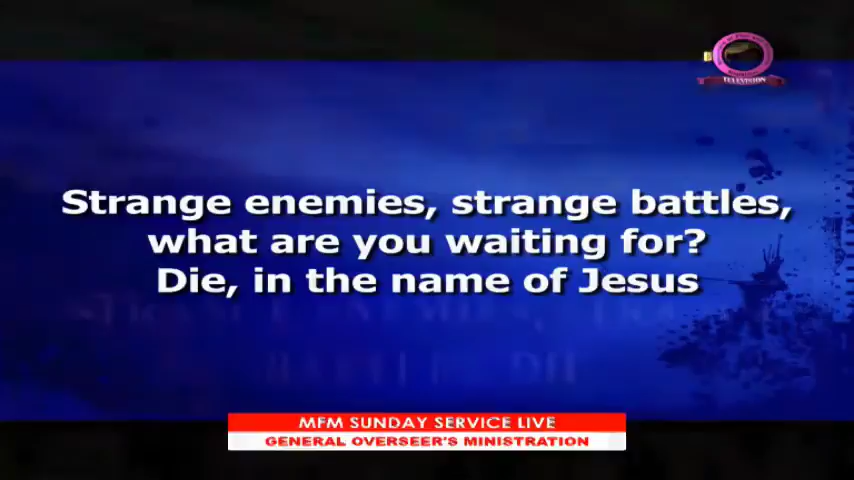 TELEVISION
Strange enemies, strange battles,
what are you waiting for?
Die, in the name of Jesus
MFM SUNDAY SERVICE LIVE
GENERAL OVERSEER'S MINISTRATION